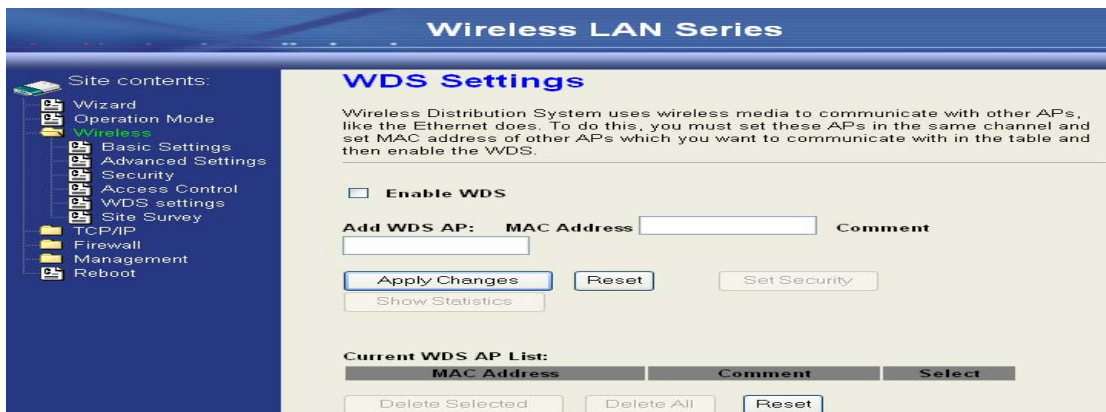 Wireless LAN Series
Site contents:
Wizard
Operation Mode
Wireless
Basic Settings
Advanced Settings
Security
Access Control
WDS settings
Site Survey
TCP/IP
Firewall
Management
Reboot
WDS Settings
Wireless Distribution System uses wireless media to communicate with other APs,
like the Ethernet does. To do this, you must set these APs in the same channel and
set MAC address of other APs which you want to communicate with in the table and
then enable the WDS.
Enable WDS
Add WDS AP: MAC Address Comment
Apply Changes Reset Set Security
Show Statistics
Current WDS AP List:
MAC Address Comment Select
Delete Selected Delete All Reset